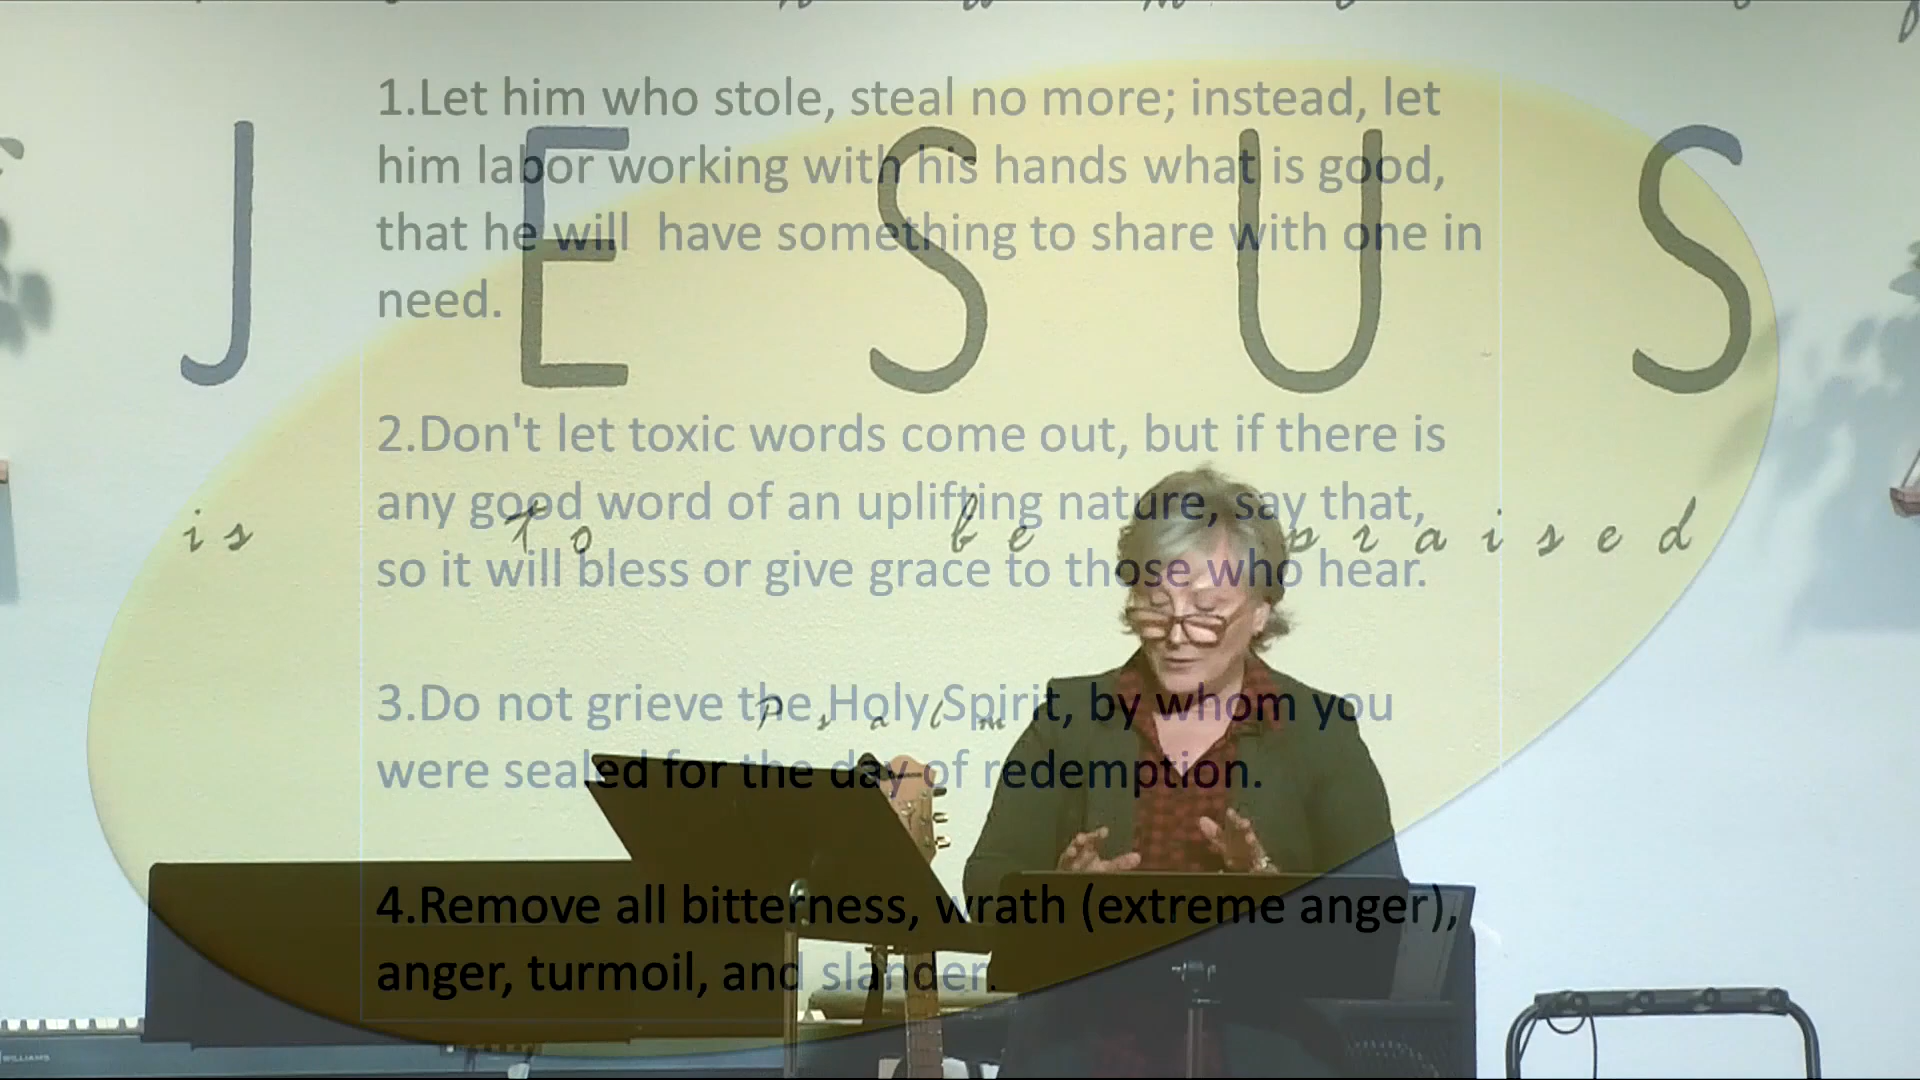 1.Let him who stole, steal no more; instead, let
him labor working with his hands what is good,
that he will  have something to share with one in
need.
JESUS
2.Don't let toxic words come out, but if there is
any good word of an uplifting nature, say that,
so it will bless or give grace to those who hear.
is to be praised
3.Do not grieve the Holy Spirit, by whom you
Psalm
were sealed for the day of redemption.
4.Remove all bitterness, wrath (extreme anger),
anger, turmoil, and slander.
WILLIAMS